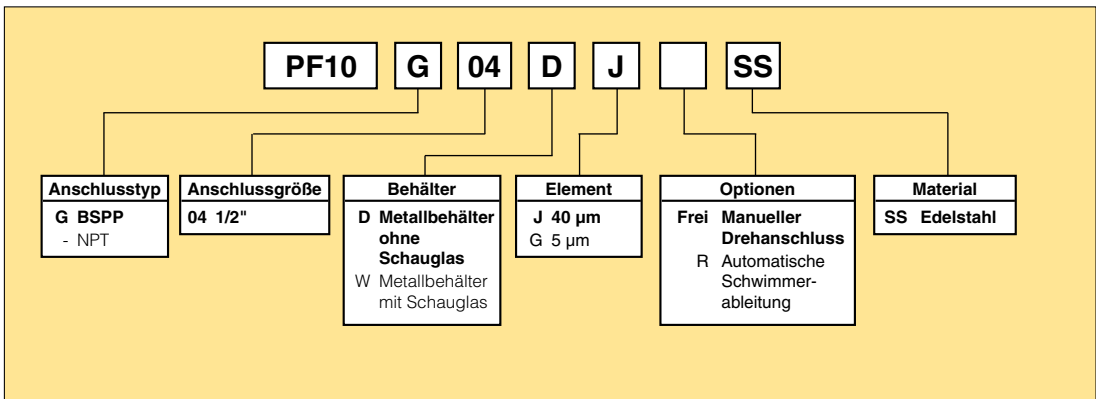 PF10 G 04 D J SS
Anschlusstyp
G BSPP
- NPT
Anschlussgröße
04 1/2"
Behälter
D Metallbehälter
ohne
Schauglas
W Metallbehälter
mit Schauglas
Element
J 40 µm
G 5 µm
Optionen
Frei Manueller
Drehanschluss
R Automatische
Schwimmer-
ableitung
Material
SS Edelstahl